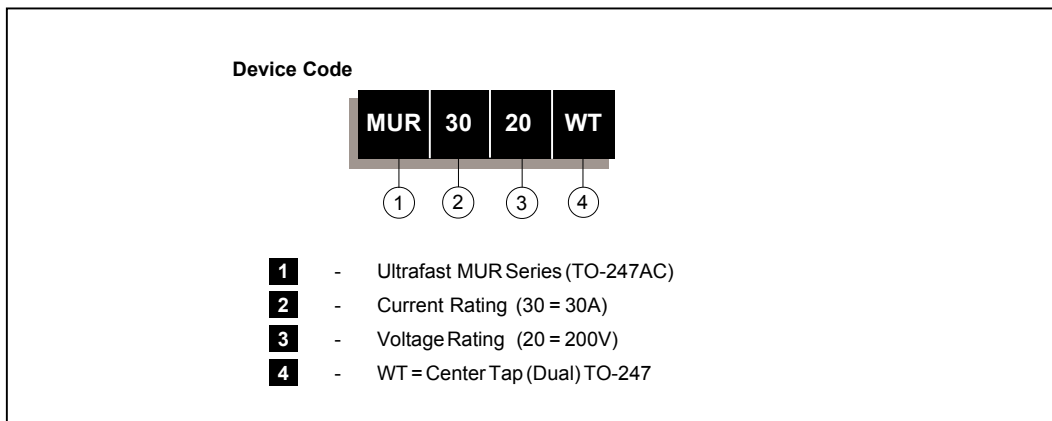 Device Code
MUR 30 20 WT
1 2 3 4
1 - Ultrafast MUR Series (TO-247AC)
2 - Current Rating (30 = 30A)
3 - Voltage Rating (20 = 200V)
4 - WT = Center Tap (Dual) TO-247